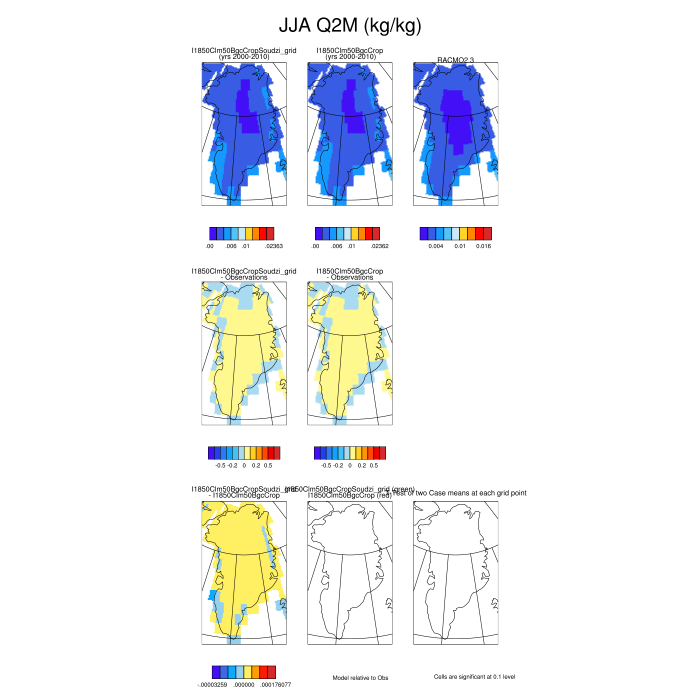 JJA Q2M (kg/kg)
I1850Clm50BgcCropSoudzi_grid
(yrs 2000-2010)
I1850Clm50BgcCrop
(yrs 2000-2010)
RACMO2.3
.00 .006 .01 .02363
.00 .006 .01 .02362
0.004 0.01 0.016
I1850Clm50BgcCropSoudzi_grid
- Observations
I1850Clm50BgcCrop
- Observations
-0.5 -0.2 0 0.2 0.5
-0.5 -0.2 0 0.2 0.5
I1850Clm50BgcCropSoudzi_grid
- I1850Clm50BgcCrop
I1850Clm50BgcCropSoudzi_grid (green)
I1850Clm50BgcCrop (red)
Test of two Case means at each grid point
-.00003259 .000000 .000176077
Model relative to Obs
Cells are significant at 0.1 level